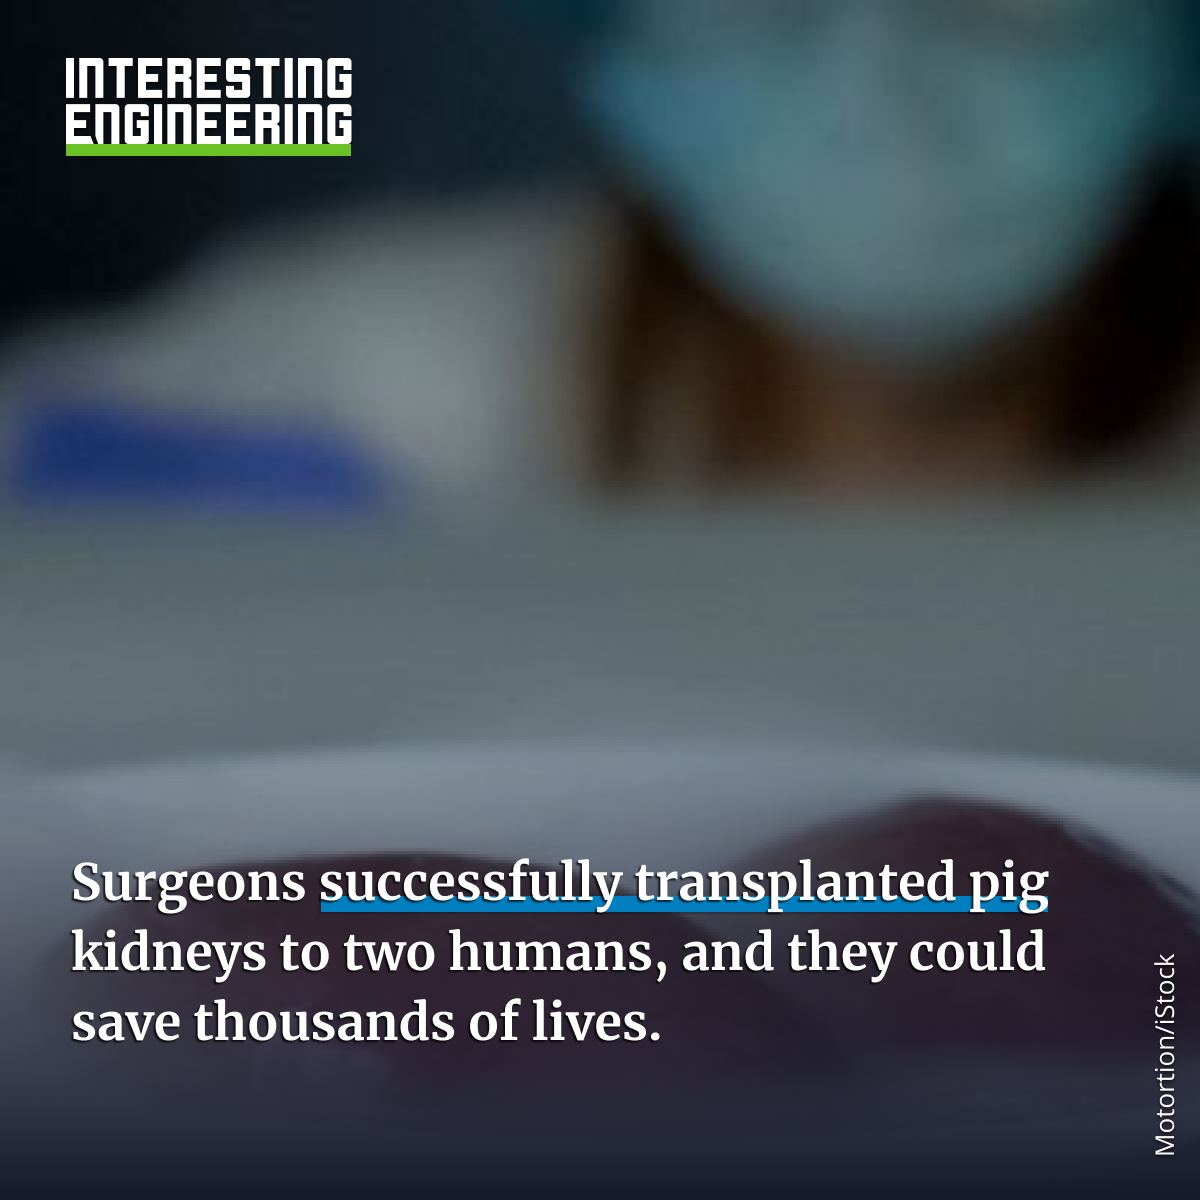 INTERESTING
ENGINEERING
Surgeons successfully transplanted pig
kidneys to two humans, and they could
save thousands of lives.
Motortion/iStock